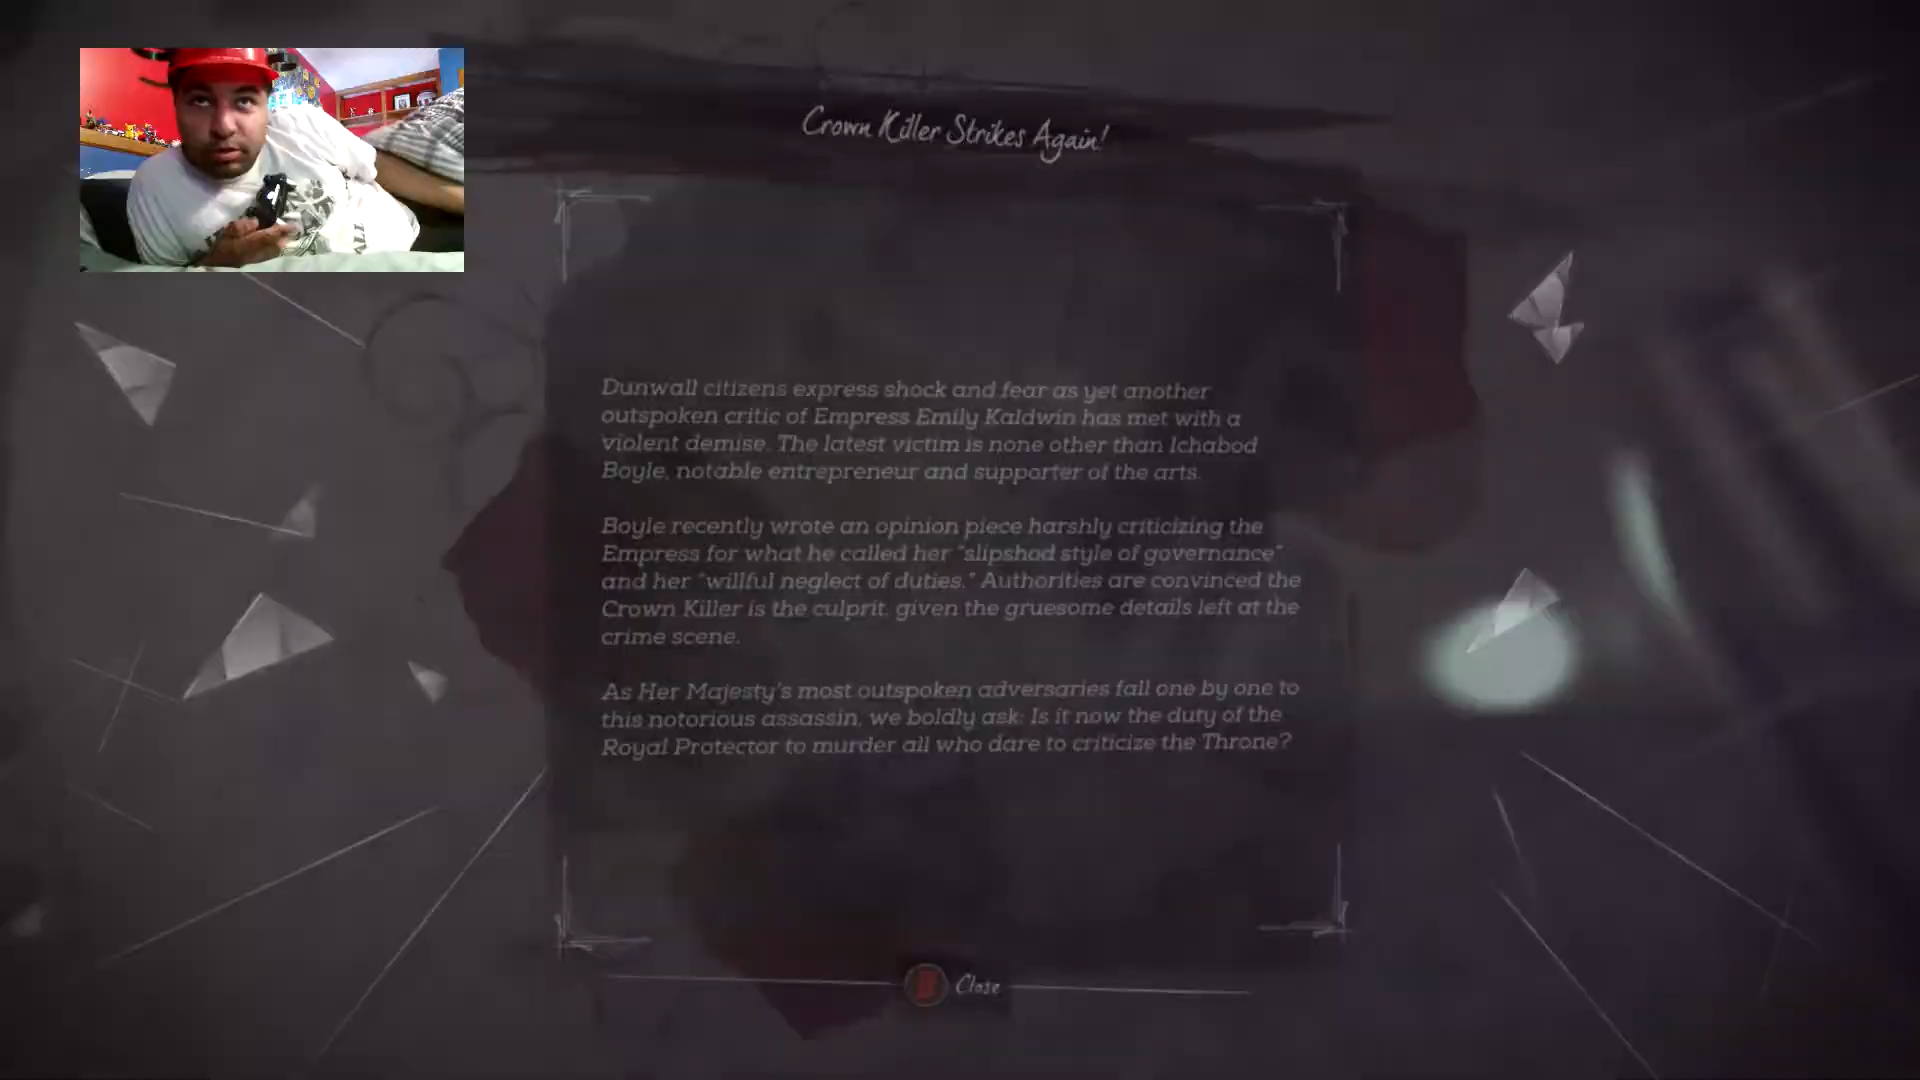 Crown Killer Strikes Again!
Dunwall citizens express shock and fear as yet another
outspoken critic of Empress Emily Kaldwin has met with a
violent demise. The latest victim is none other than Ichabod
Boyle, notable entrepreneur and supporter of the arts.
Boyle recently wrote an opinion piece harshly criticizing the
Empress for what he called her "slipshod style of governance"
and her "willful neglect of duties." Authorities are convinced the
Crown Killer is the culprit, given the gruesome details left at the
crime scene.
As Her Majesty's most outspoken adversaries fall one by one to
this notorious assassin, we boldly ask: Is it now the duty of the
Royal Protector to murder all who dare to criticize the Throne?
B Close